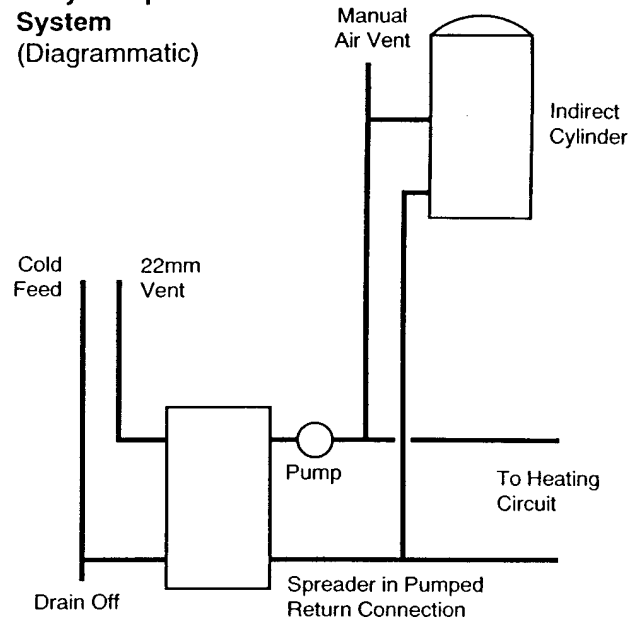 System
(Diagrammatic)
Manual
Air Vent
Indirect
Cylinder
Cold
Feed
22mm
Vent
Pump
To Heating
Circuit
Drain Off
Spreader in Pumped
Return Connection